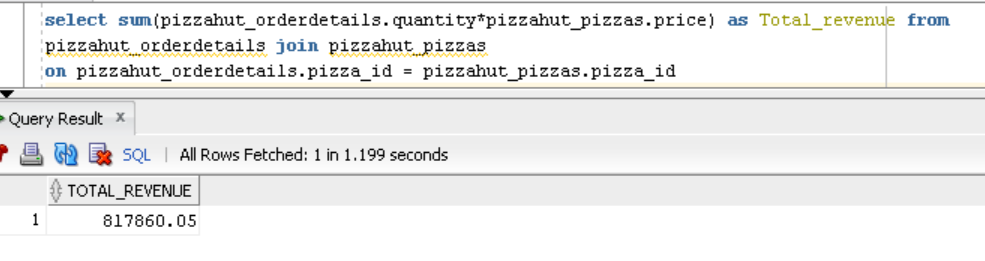 select sum(pizzahut_orderdetails.quantity*pizzahut_pizzas.price) as Total_revenue from
pizzahut_orderdetails join pizzahut_pizzas
on pizzahut_orderdetails.pizza_id = pizzahut_pizzas.pizza_id
Query Result x
SQL | All Rows Fetched: 1 in 1.199 seconds
TOTAL_REVENUE
1 817860.05